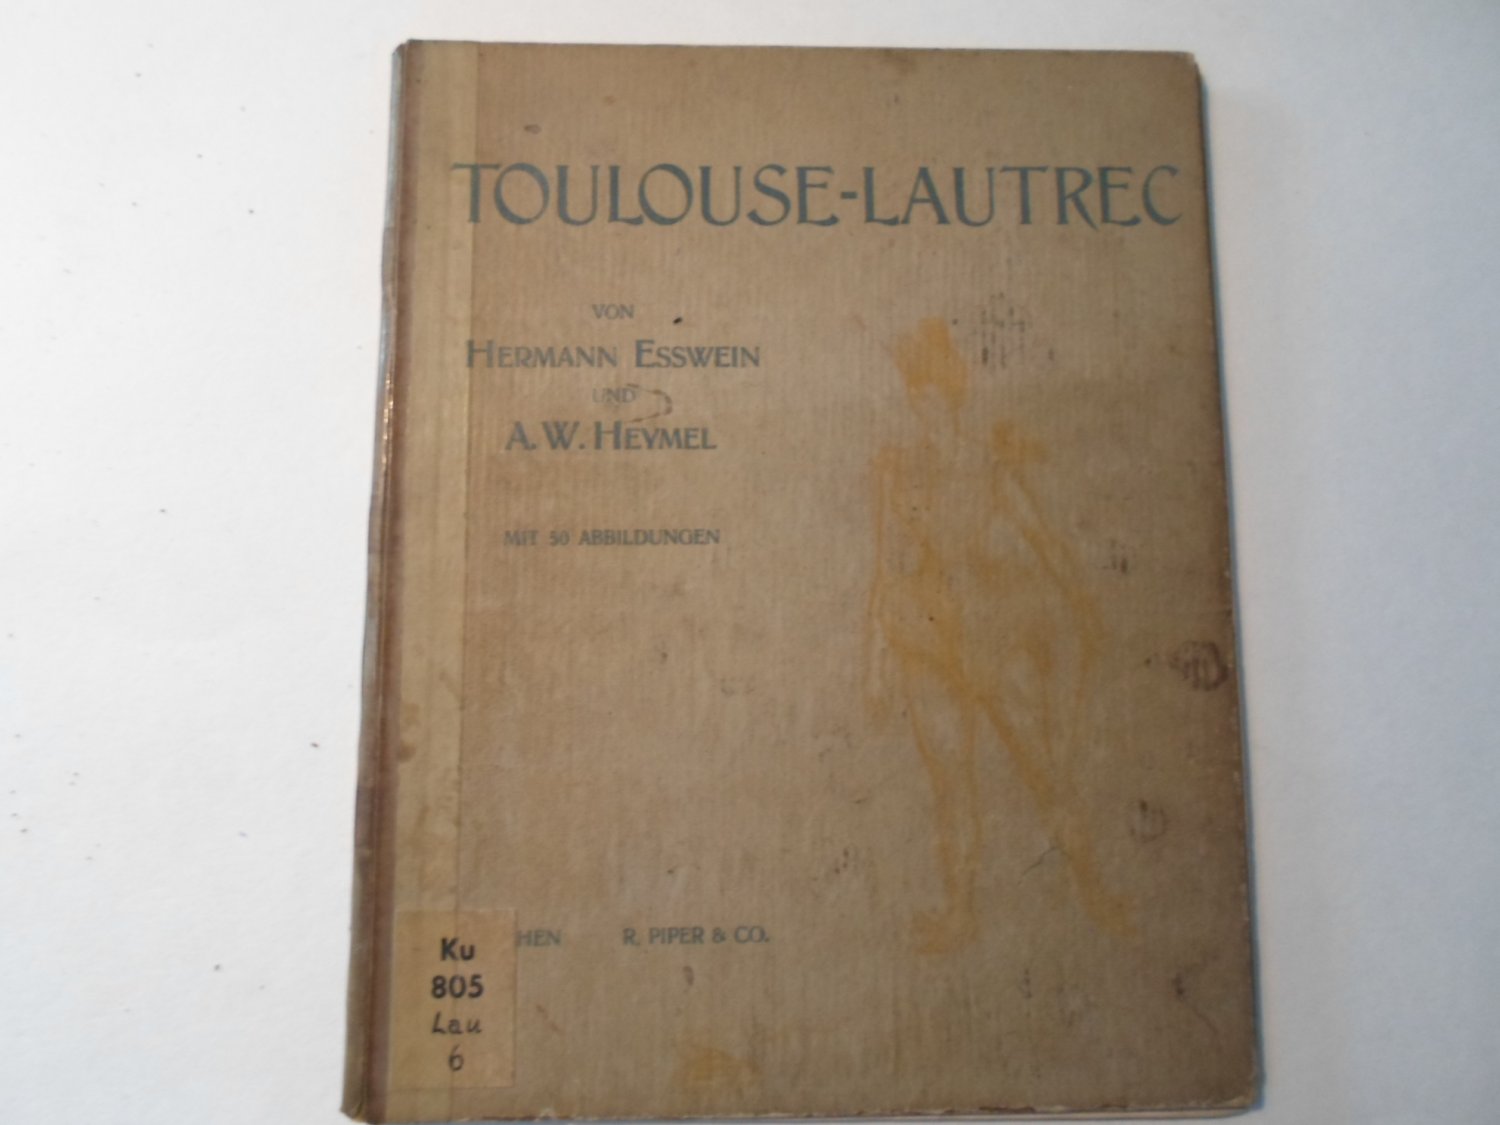 TOULOUSE-LAUTREC
VON
HERMANN ESSWEIN
UND
A. W. HEYMEL
MIT 50 ABBILDUNGEN
HEN R. PIPER & CO.
Ku
805
Lau
6